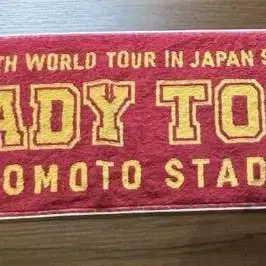 TH WORLD TOUR IN JAPAN S
ADY TO
OMOTO STAD